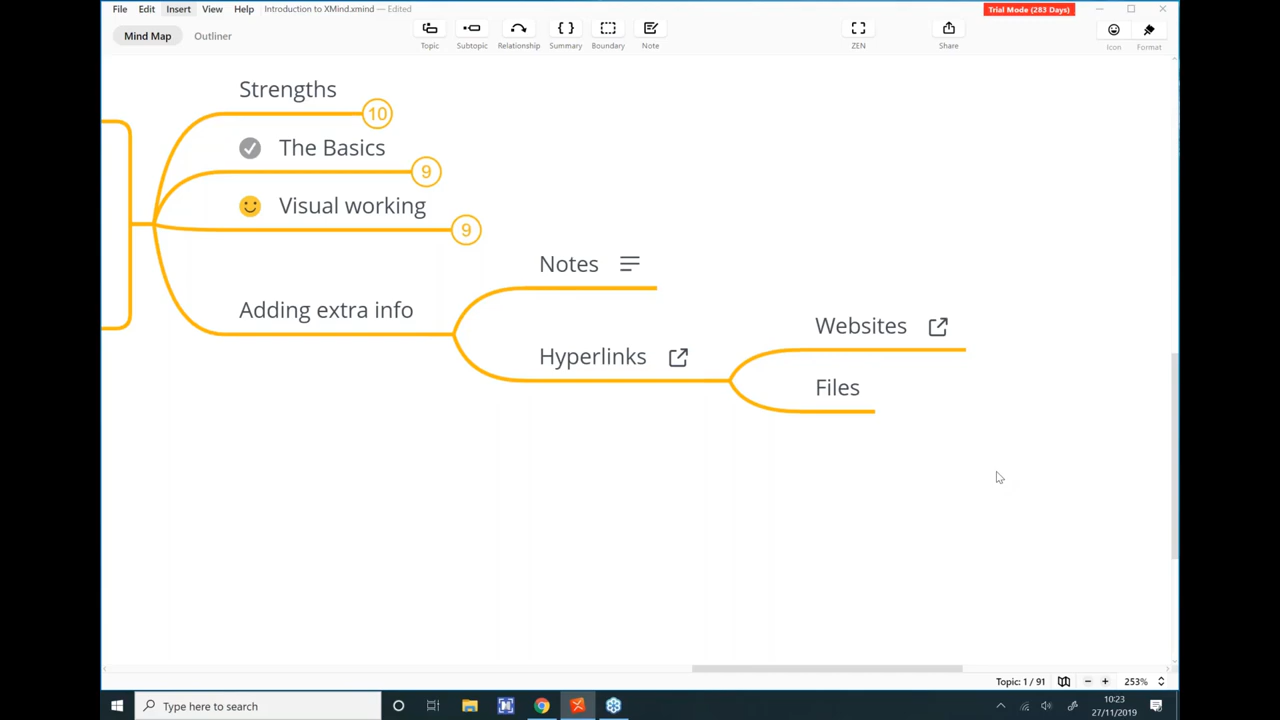 File Edit Insert View Help Introduction to XMind.xmind — Edited Trial Mode (283 Days)
Mind Map Outliner
Topic Subtopic Relationship Summary Boundary Note ZEN Share Icon Format
Strengths
10
The Basics
9
Visual working
9
Notes
Adding extra info
Websites
Hyperlinks
Files
Topic: 1 / 91 253%
Type here to search
10:23
27/11/2019